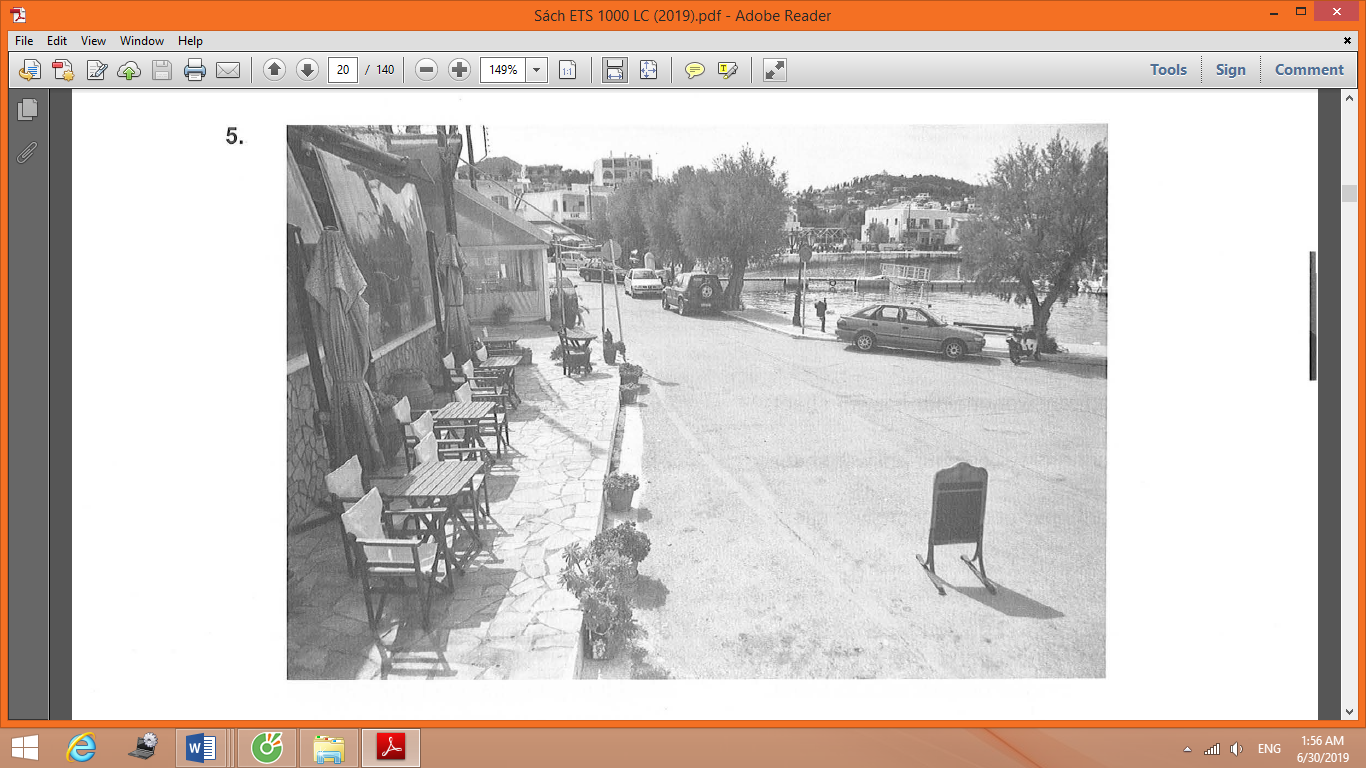 Sách ETS 1000 LC (2019).pdf - Adobe Reader
File Edit View Window Help
20 / 140 149% Tools Sign Comment
5.
ENG 1:56 AM
6/30/2019